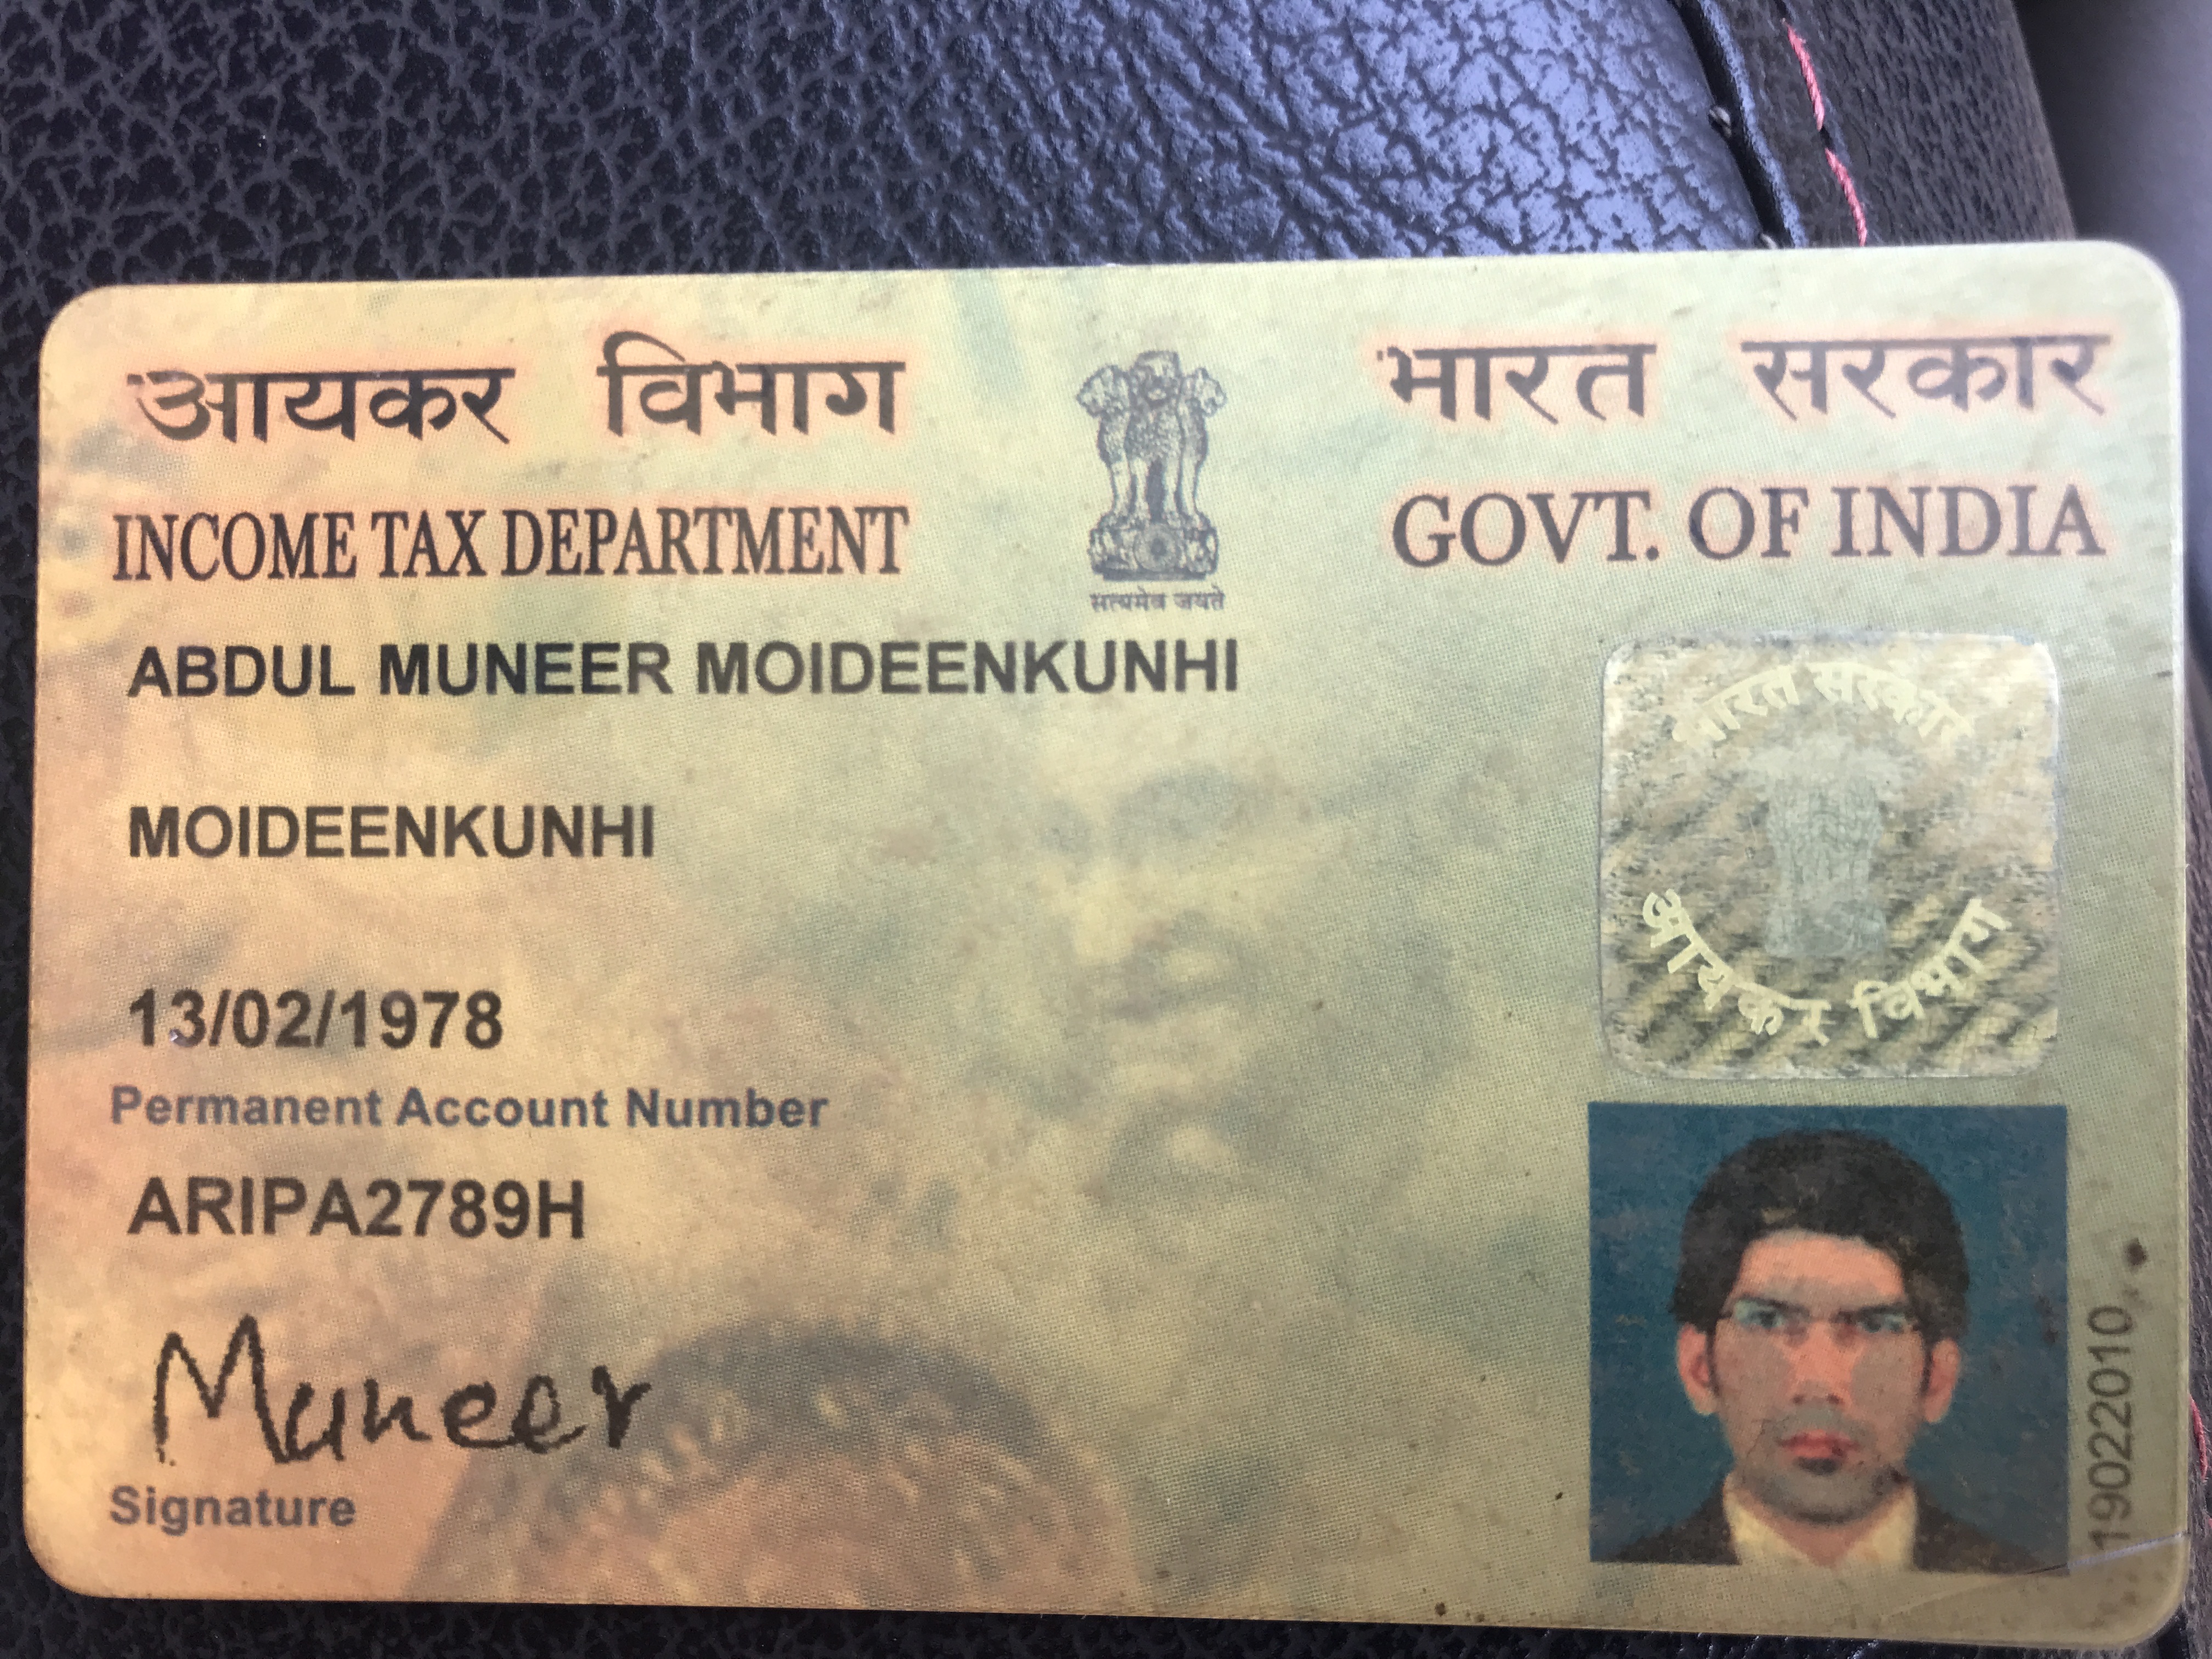 आयकर विभाग
INCOME TAX DEPARTMENT
सत्यमेव जयते
भारत सरकार
GOVT. OF INDIA
ABDUL MUNEER MOIDEENKUNHI
MOIDEENKUNHI
13/02/1978
Permanent Account Number
ARIPA2789H
Muneer
Signature
भारत सरकार
आयकर विभाग
19022010